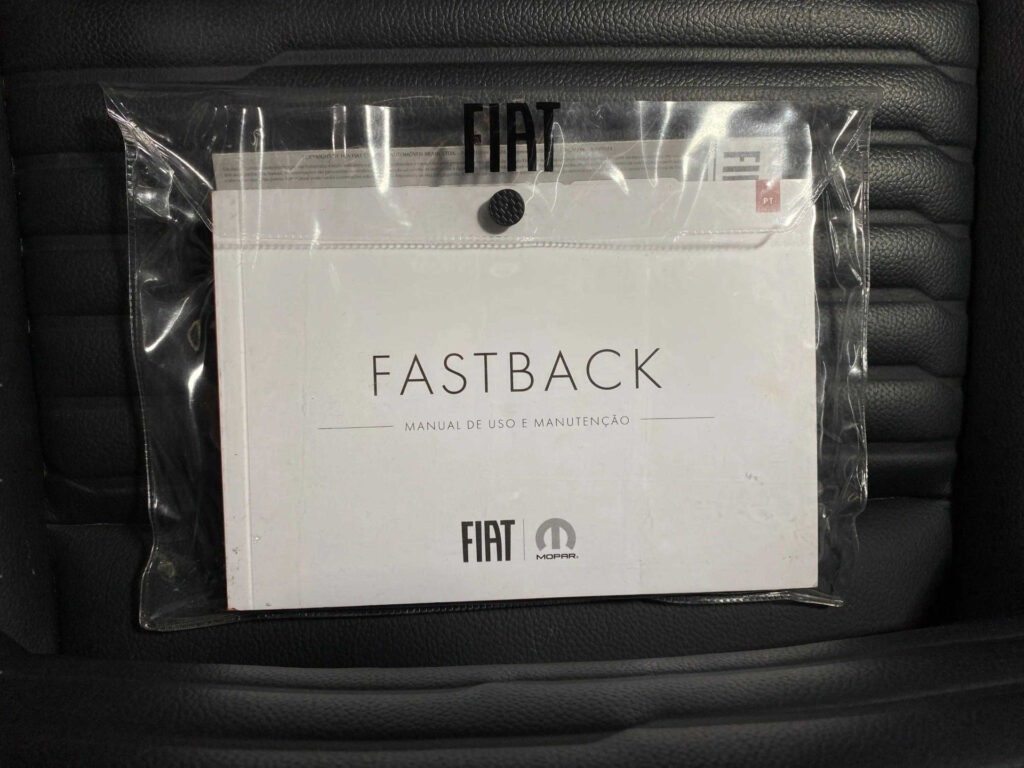 FIAT
PT
FASTBACK
MANUAL DE USO E MANUTENÇÃO
FIAT
MOPAR